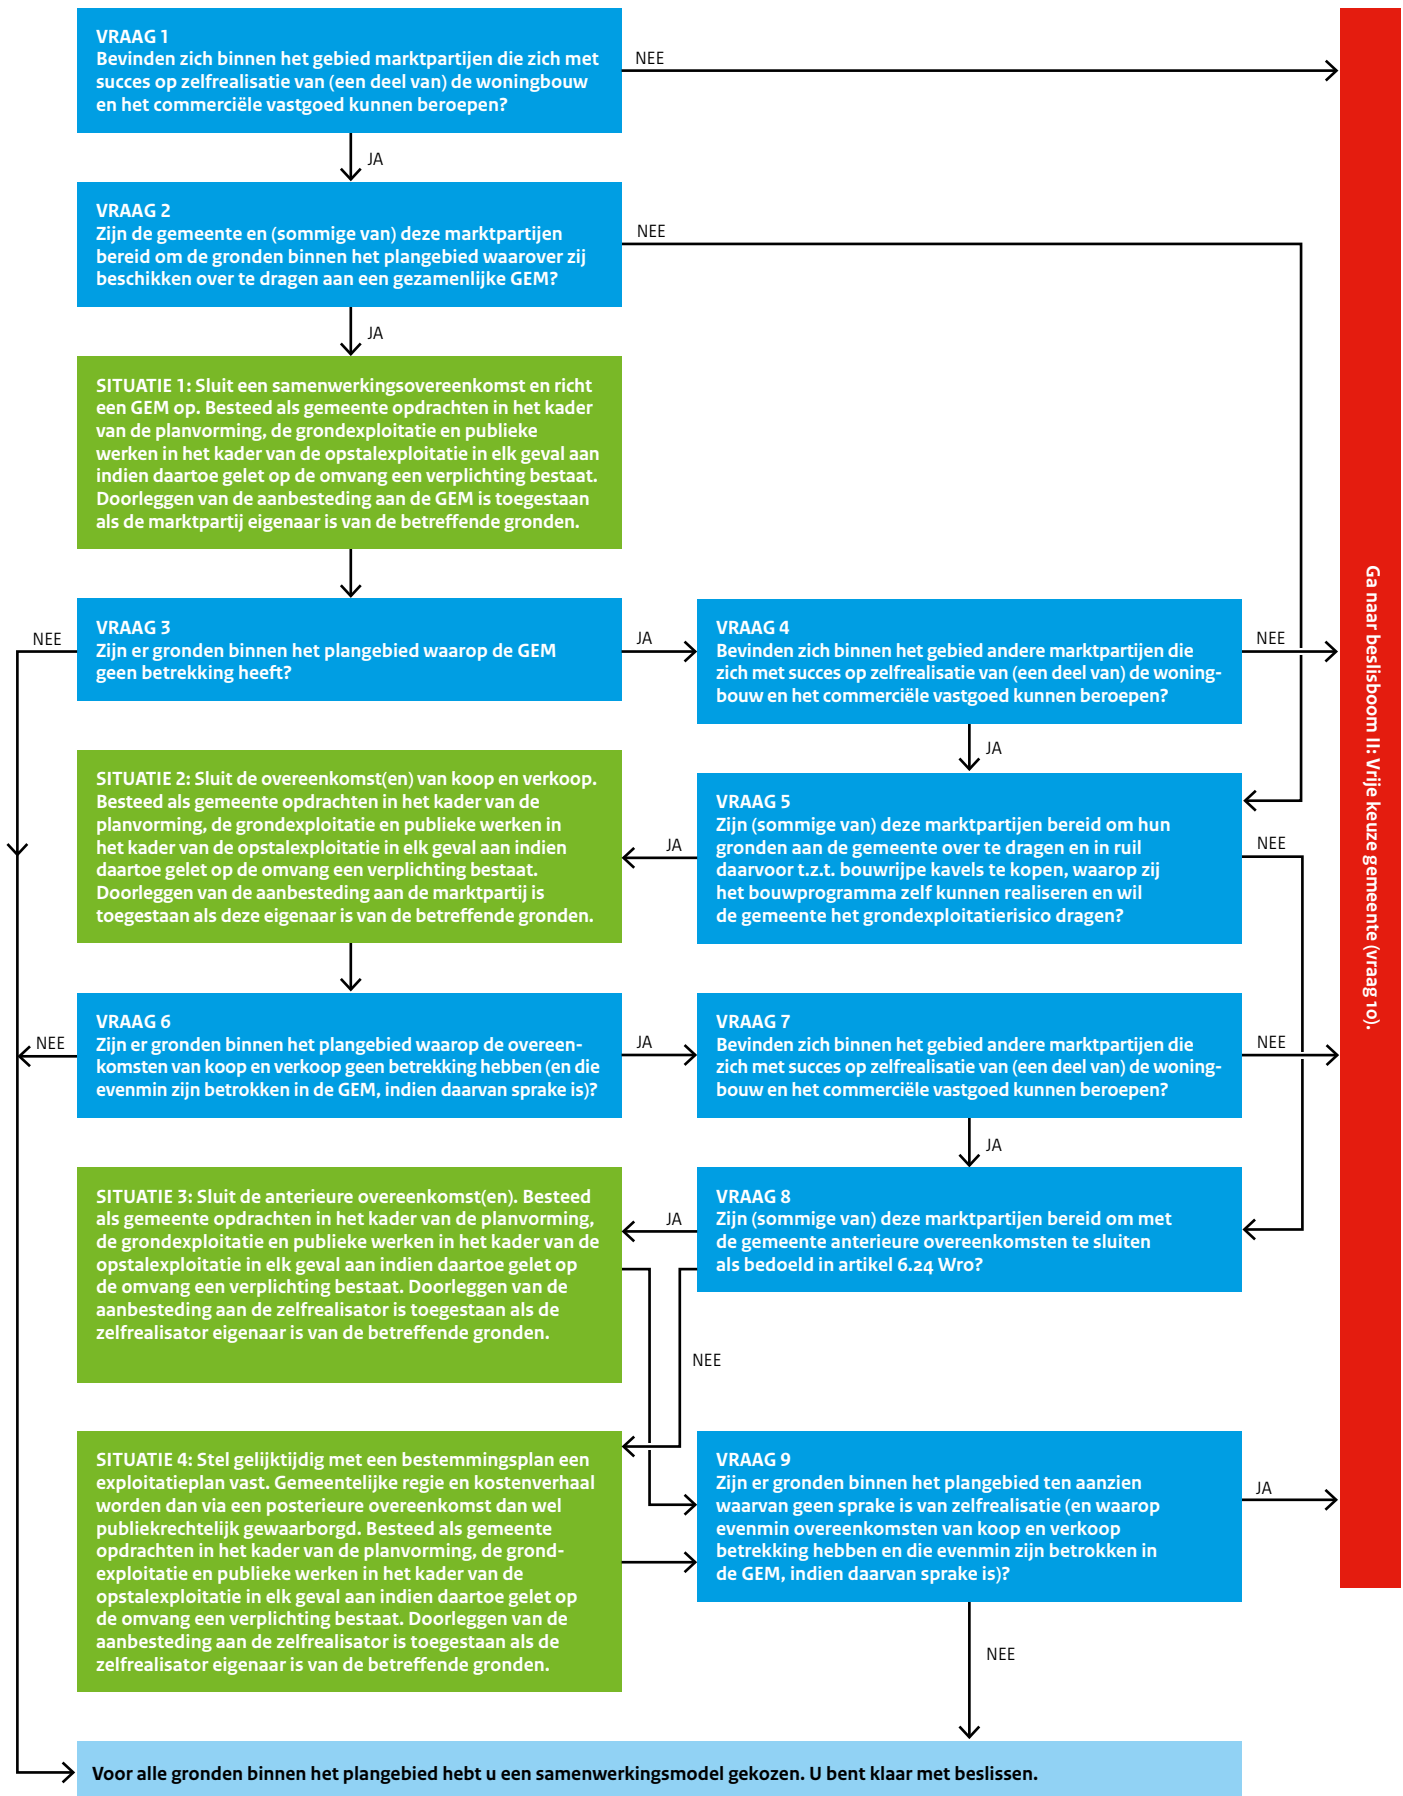 VRAAG 1
Bevinden zich binnen het gebied marktpartijen die zich met
succes op zelfrealisatie van (een deel van) de woningbouw
en het commerciële vastgoed kunnen beroepen?
NEE
JA
VRAAG 2
Zijn de gemeente en (sommige van) deze marktpartijen
bereid om de gronden binnen het plangebied waarover zij
beschikken over te dragen aan een gezamenlijke GEM?
NEE
JA
SITUATIE 1: Sluit een samenwerkingsovereenkomst en richt
een GEM op. Besteed als gemeente opdrachten in het kader
van de planvorming, de grondexploitatie en publieke
werken in het kader van de opstalexploitatie in elk geval aan
indien daartoe gelet op de omvang een verplichting bestaat.
Doorleggen van de aanbesteding aan de GEM is toegestaan
als de marktpartij eigenaar is van de betreffende gronden.
NEE
VRAAG 3
Zijn er gronden binnen het plangebied waarop de GEM
geen betrekking heeft?
JA
VRAAG 4
Bevinden zich binnen het gebied andere marktpartijen die
zich met succes op zelfrealisatie van (een deel van) de woning-
bouw en het commerciële vastgoed kunnen beroepen?
NEE
JA
SITUATIE 2: Sluit de overeenkomst(en) van koop en verkoop.
Besteed als gemeente opdrachten in het kader van de
planvorming, de grondexploitatie en publieke werken in
het kader van de opstalexploitatie in elk geval aan indien
daartoe gelet op de omvang een verplichting bestaat.
Doorleggen van de aanbesteding aan de marktpartij is
toegestaan als deze eigenaar is van de betreffende gronden.
JA
VRAAG 5
Zijn (sommige van) deze marktpartijen bereid om hun
gronden aan de gemeente over te dragen en in ruil
daarvoor t.z.t. bouwrijpe kavels te kopen, waarop zij
het bouwprogramma zelf kunnen realiseren en wil
de gemeente het grondexploitatierisico dragen?
NEE
NEE
VRAAG 6
Zijn er gronden binnen het plangebied waarop de overeen-
komsten van koop en verkoop geen betrekking hebben (en die
evenmin zijn betrokken in de GEM, indien daarvan sprake is)?
JA
VRAAG 7
Bevinden zich binnen het gebied andere marktpartijen die
zich met succes op zelfrealisatie van (een deel van) de woning-
bouw en het commerciële vastgoed kunnen beroepen?
NEE
JA
SITUATIE 3: Sluit de anterieure overeenkomst(en). Besteed
als gemeente opdrachten in het kader van de planvorming,
de grondexploitatie en publieke werken in het kader van de
opstalexploitatie in elk geval aan indien daartoe gelet op
de omvang een verplichting bestaat. Doorleggen van de
aanbesteding aan de zelfrealisator is toegestaan als de
zelfrealisator eigenaar is van de betreffende gronden.
JA
VRAAG 8
Zijn (sommige van) deze marktpartijen bereid om met
de gemeente anterieure overeenkomsten te sluiten
als bedoeld in artikel 6.24 Wro?
NEE
SITUATIE 4: Stel gelijktijdig met een bestemmingsplan een
exploitatieplan vast. Gemeentelijke regie en kostenverhaal
worden dan via een posterieure overeenkomst dan wel
publiekrechtelijk gewaarborgd. Besteed als gemeente
opdrachten in het kader van de planvorming, de grond-
exploitatie en publieke werken in het kader van de
opstalexploitatie in elk geval aan indien daartoe gelet op
de omvang een verplichting bestaat. Doorleggen van de
aanbesteding aan de zelfrealisator is toegestaan als de
zelfrealisator eigenaar is van de betreffende gronden.
VRAAG 9
Zijn er gronden binnen het plangebied ten aanzien
waarvan geen sprake is van zelfrealisatie (en waarop
evenmin overeenkomsten van koop en verkoop
betrekking hebben en die evenmin zijn betrokken in
de GEM, indien daarvan sprake is)?
JA
NEE
Voor alle gronden binnen het plangebied hebt u een samenwerkingsmodel gekozen. U bent klaar met beslissen.
Ga naar beslisboom II: Vrije keuze gemeente (vraag 10).